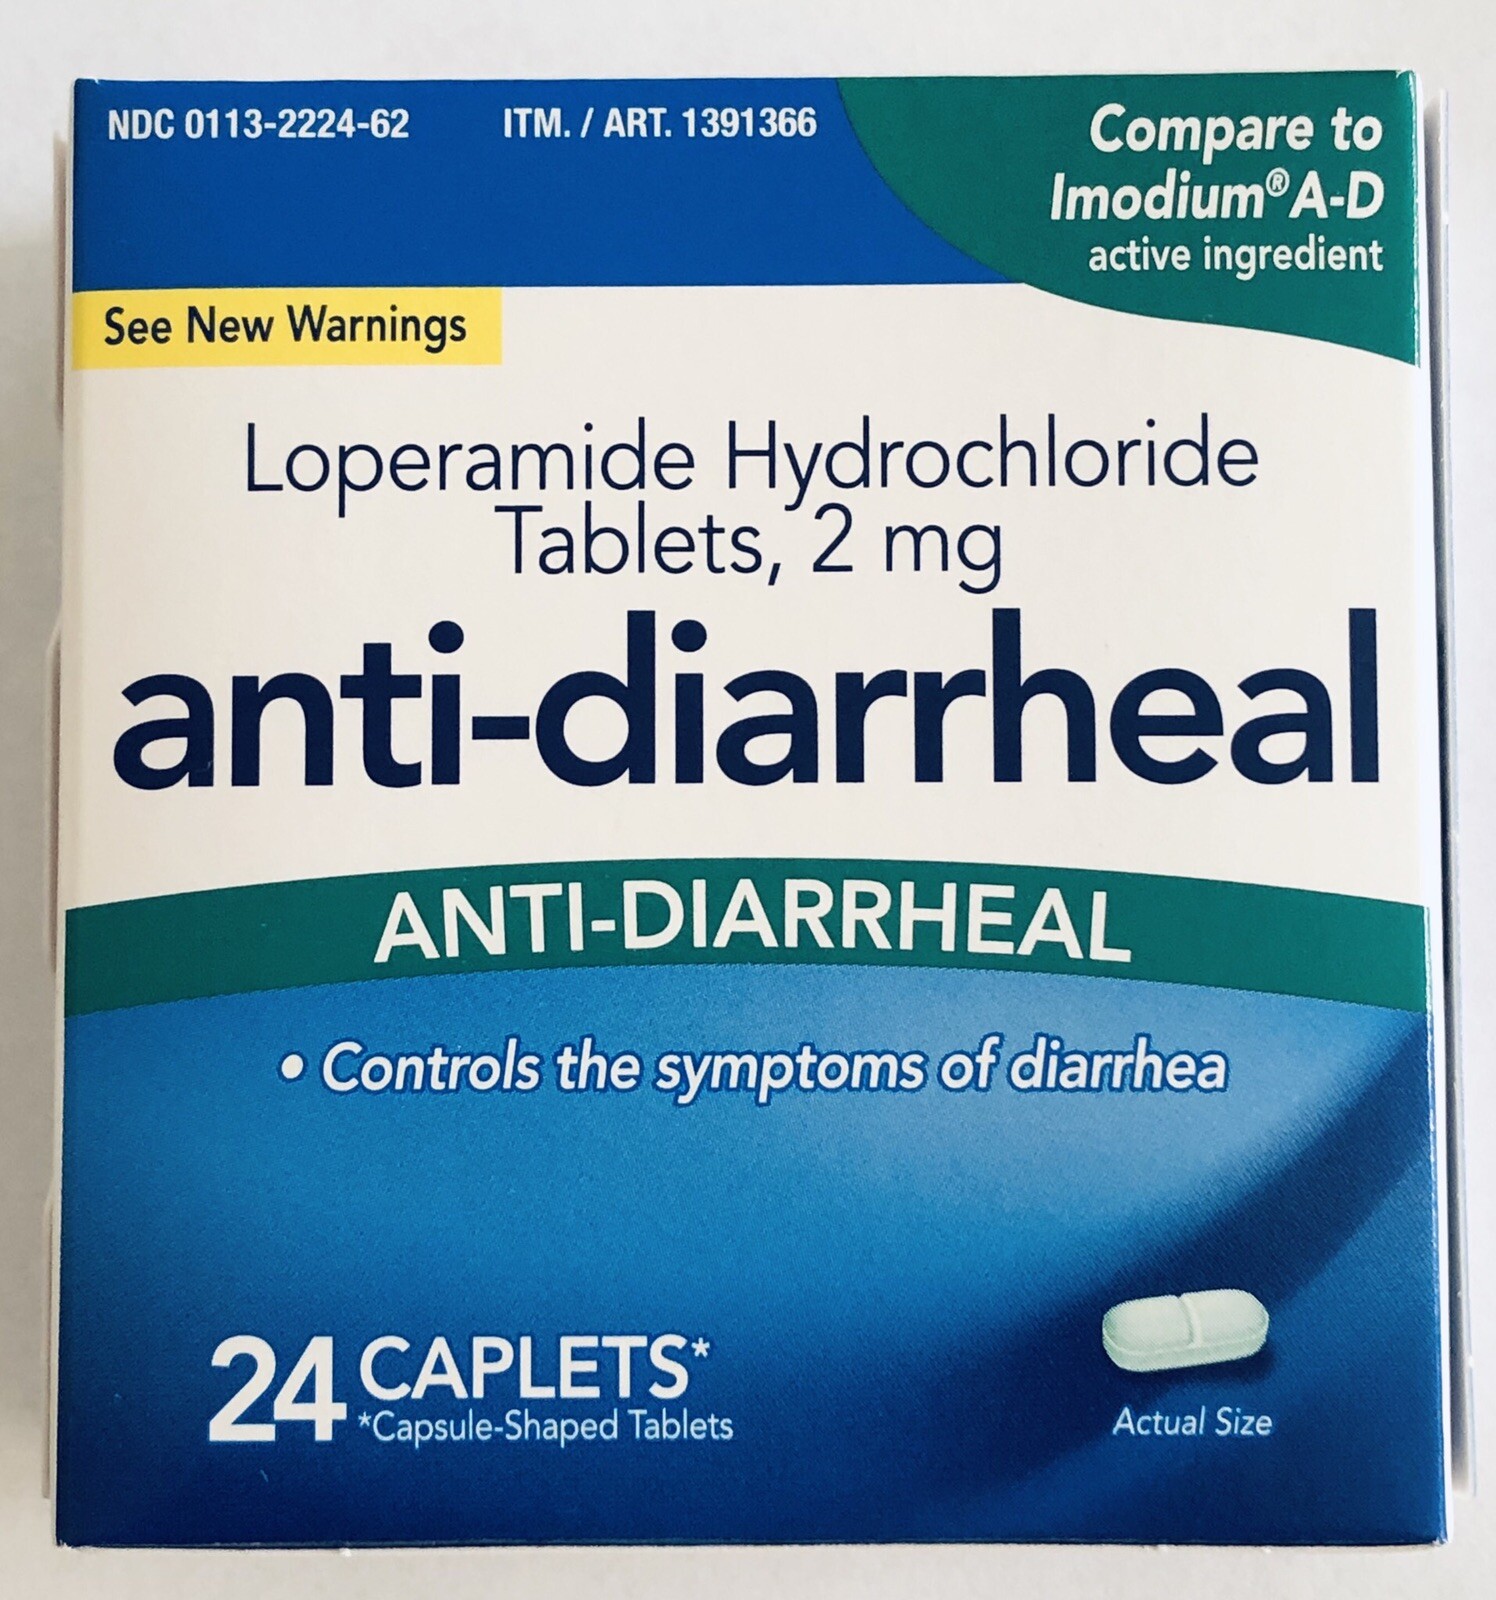 NDC 0113-2224-62 ITM. / ART. 1391366
Compare to
Imodium® A-D
active ingredient
See New Warnings
Loperamide Hydrochloride
Tablets, 2 mg
anti-diarrheal
ANTI-DIARRHEAL
• Controls the symptoms of diarrhea
24 CAPLETS*
*Capsule-Shaped Tablets
Actual Size